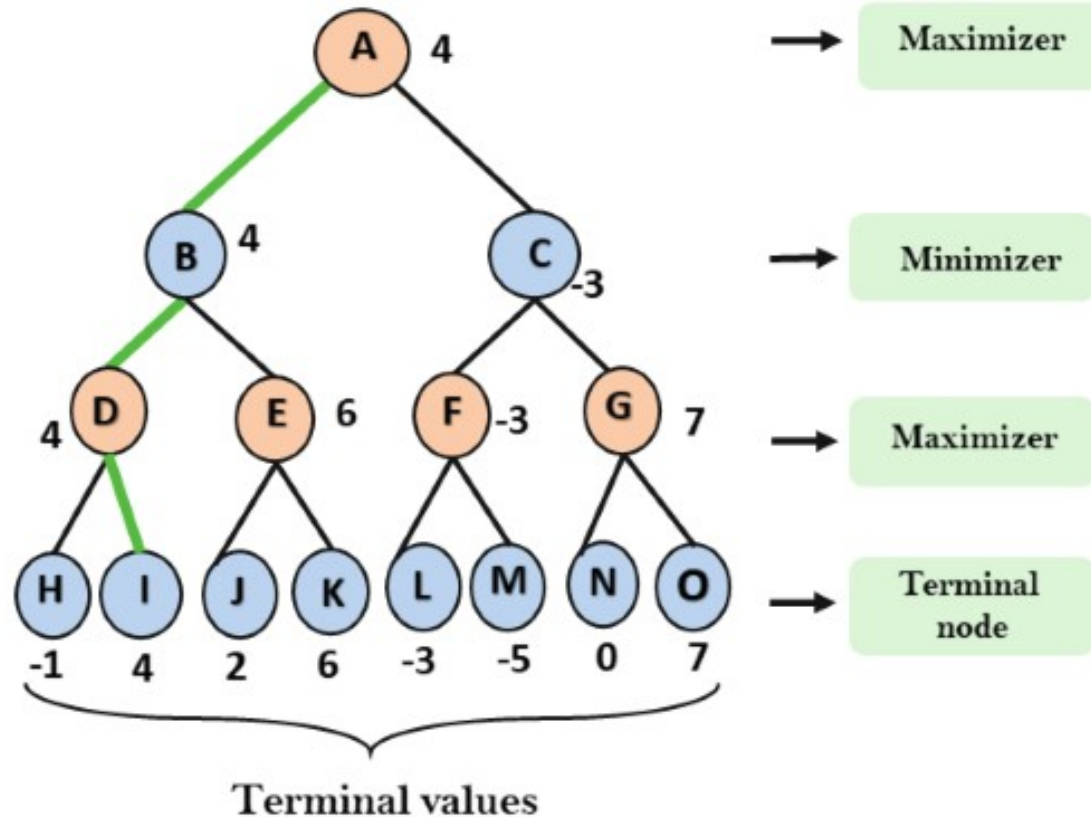 A 4 Maximizer
B 4 C -3 Minimizer
4 D E 6 F -3 G 7 Maximizer
H I J K L M N O Terminal
node
-1 4 2 6 -3 -5 0 7
Terminal values